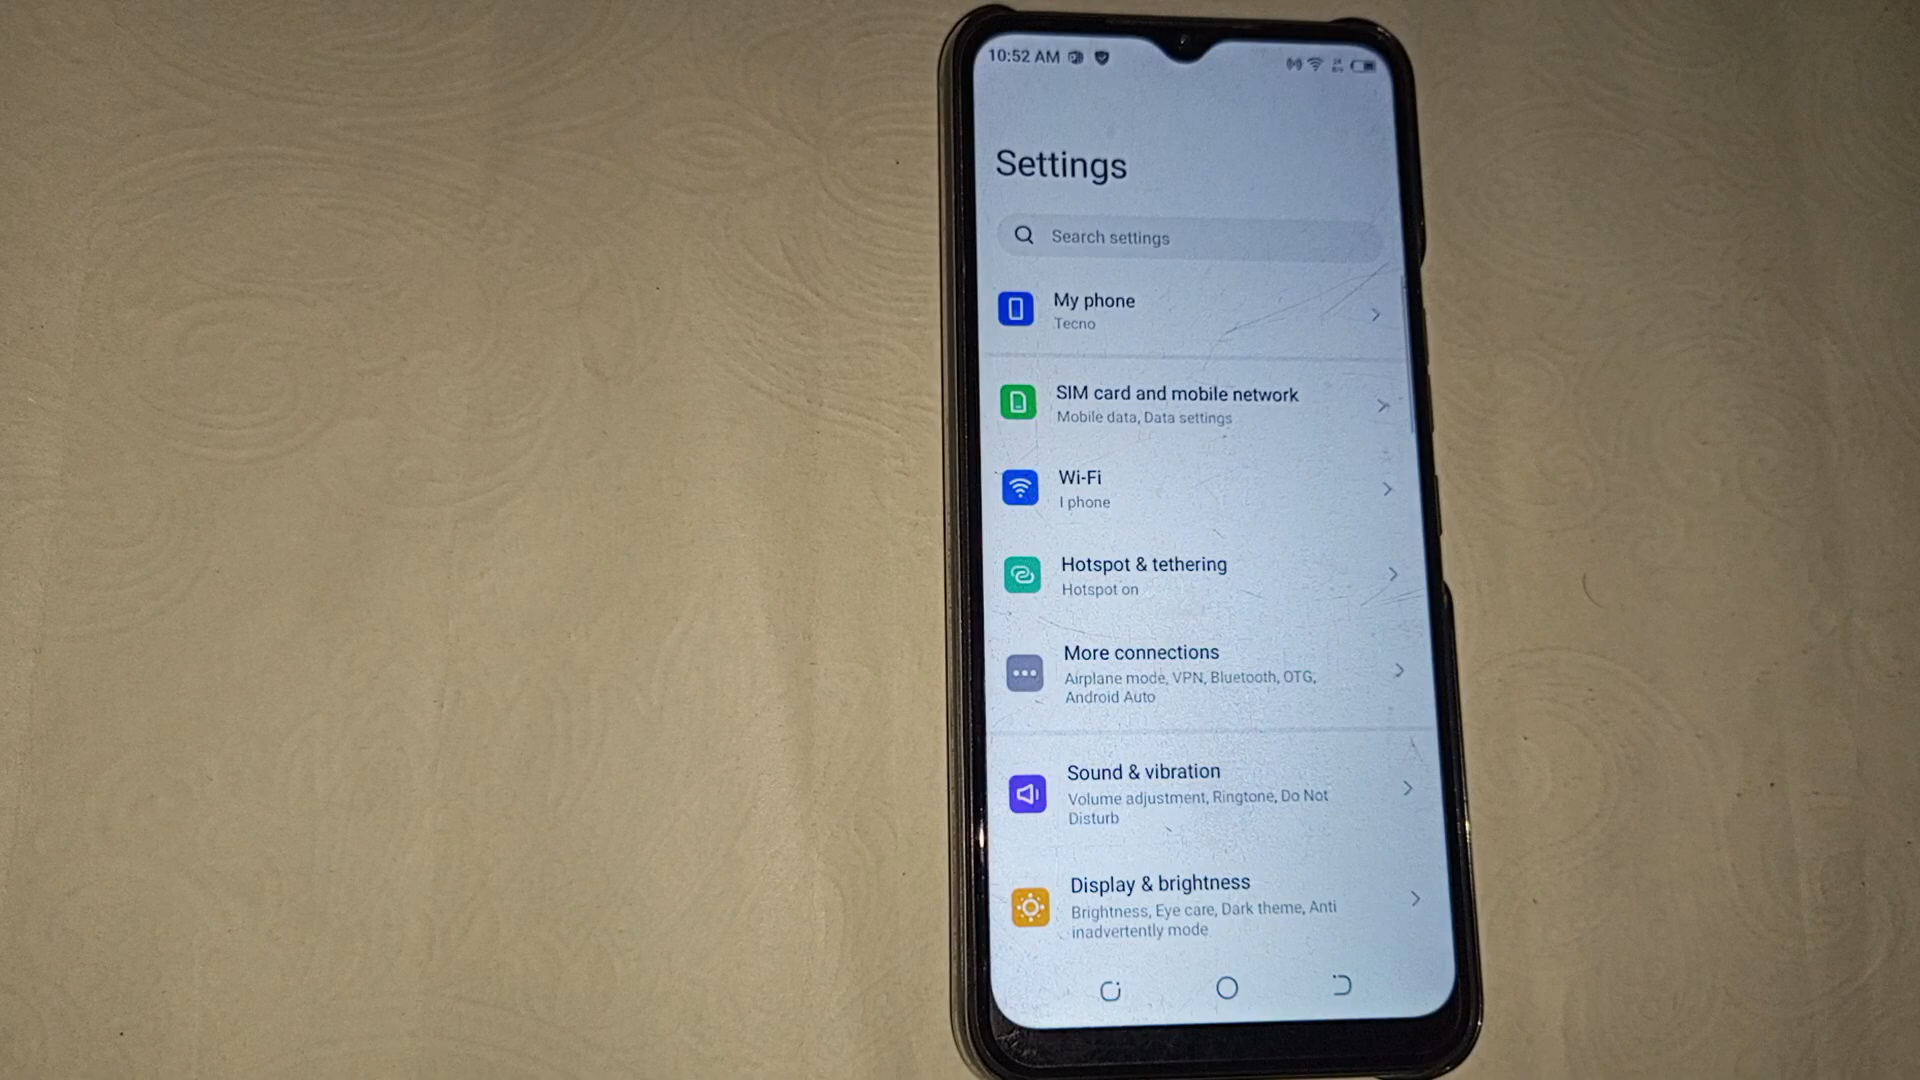 10:52 AM
Settings
Search settings
My phone
Tecno
SIM card and mobile network
Mobile data, Data settings
Wi-Fi
I phone
Hotspot & tethering
Hotspot on
More connections
Airplane mode, VPN, Bluetooth, OTG,
Android Auto
Sound & vibration
Volume adjustment, Ringtone, Do Not
Disturb
Display & brightness
Brightness, Eye care, Dark theme, Anti
inadvertently mode